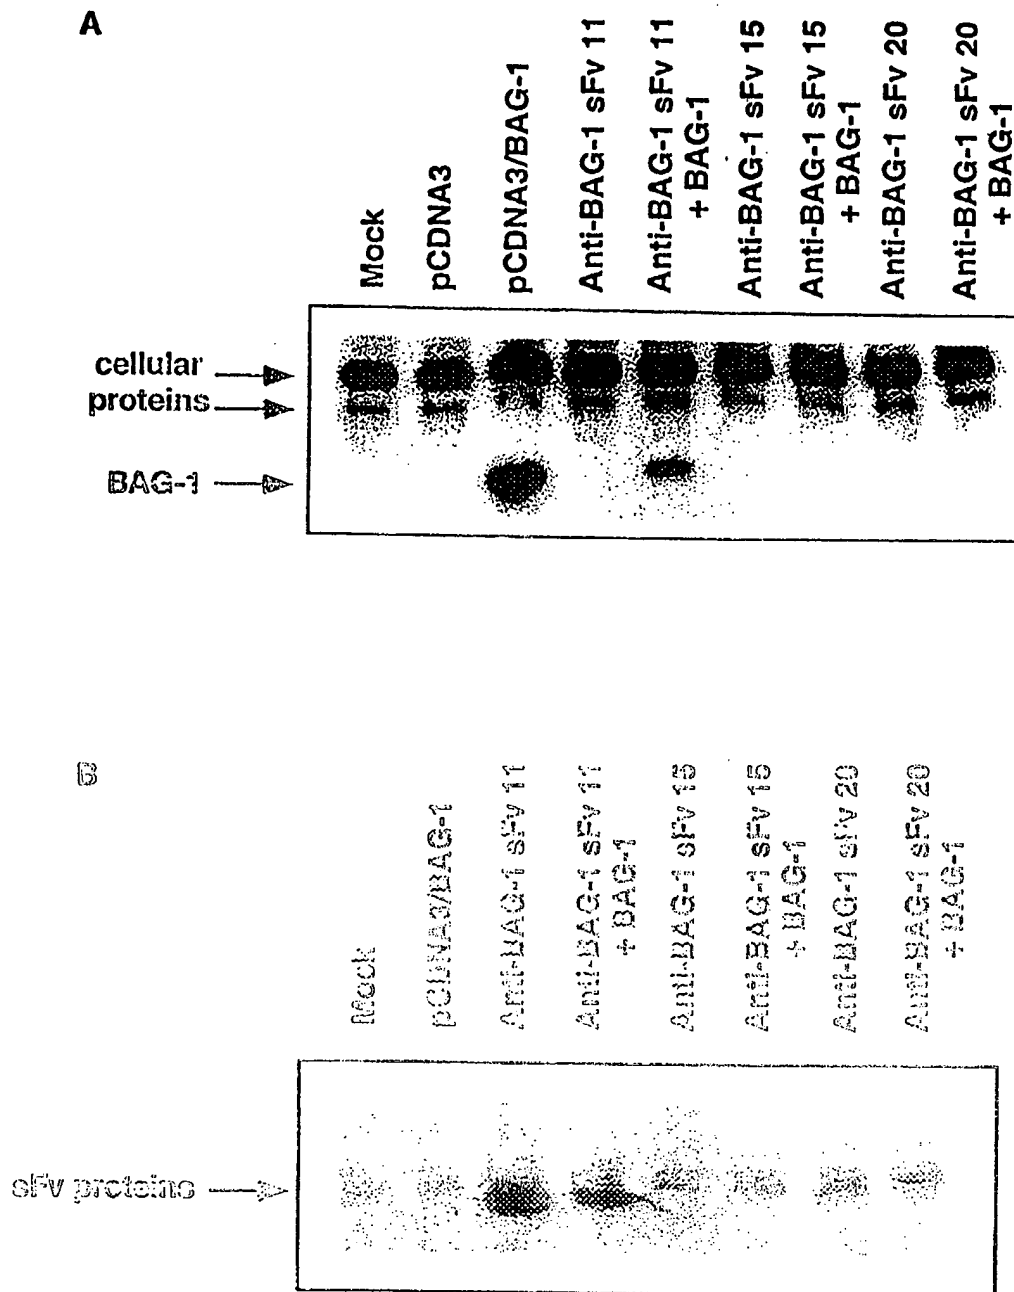 A
Mock
pCDNA3
pCDNA3/BAG-1
Anti-BAG-1 sFv 11
Anti-BAG-1 sFv 11
+ BAG-1
Anti-BAG-1 sFv 15
Anti-BAG-1 sFv 15
+ BAG-1
Anti-BAG-1 sFv 20
Anti-BAG-1 sFv 20
+ BAG-1
cellular
proteins
BAG-1
B
Mock
pCDNA3/BAG-1
Anti-BAG-1 sFv 11
Anti-BAG-1 sFv 11
+ BAG-1
Anti-BAG-1 sFv 15
Anti-BAG-1 sFv 15
+ BAG-1
Anti-BAG-1 sFv 20
Anti-BAG-1 sFv 20
+ BAG-1
sFv proteins